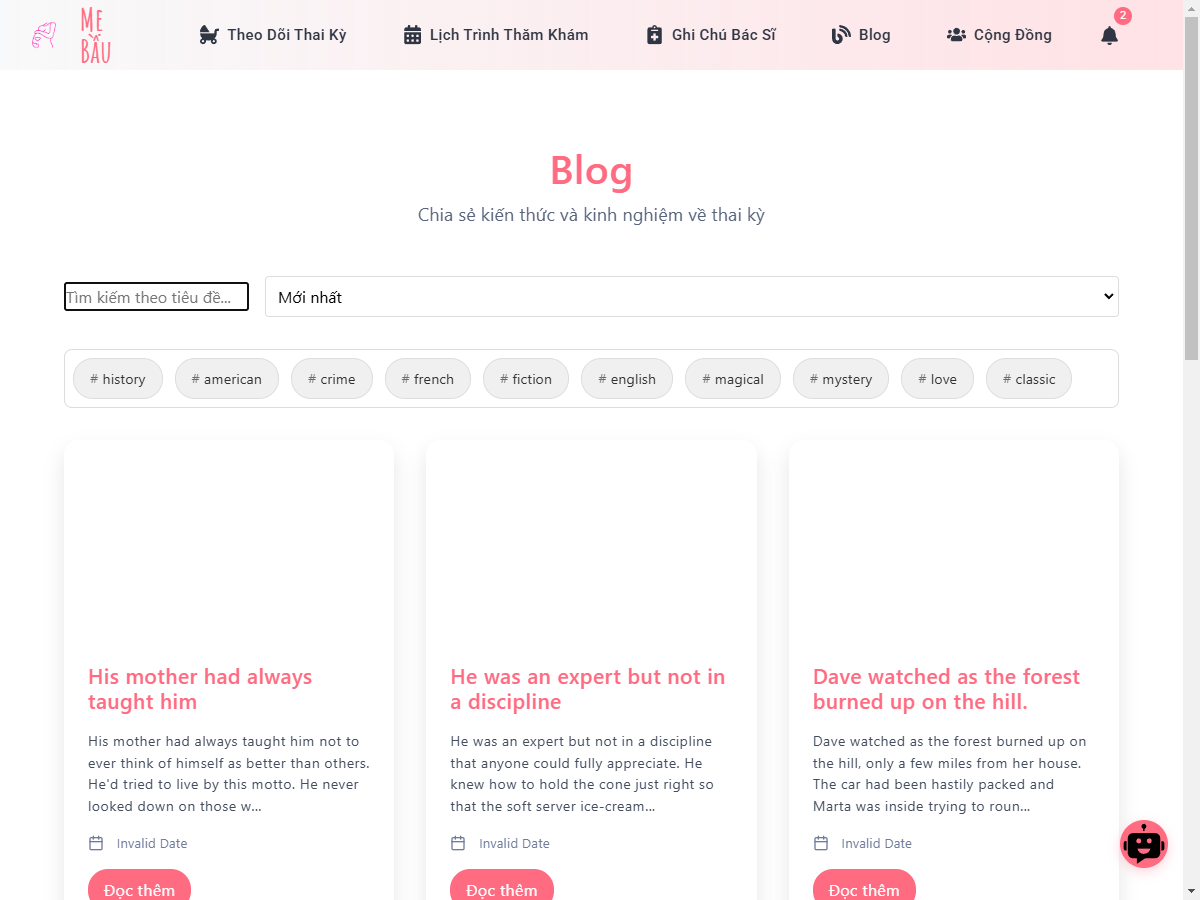 Mẹ
Bầu
Theo Dõi Thai Kỳ
Lịch Trình Thăm Khám
Ghi Chú Bác Sĩ
Blog
Cộng Đồng
2
Blog
Chia sẻ kiến thức và kinh nghiệm về thai kỳ
Tìm kiếm theo tiêu đề...
Mới nhất
# history
# american
# crime
# french
# fiction
# english
# magical
# mystery
# love
# classic
His mother had always
taught him
His mother had always taught him not to
ever think of himself as better than others.
He'd tried to live by this motto. He never
looked down on those w...
Invalid Date
Đọc thêm
He was an expert but not in
a discipline
He was an expert but not in a discipline
that anyone could fully appreciate. He
knew how to hold the cone just right so
that the soft server ice-cream...
Invalid Date
Đọc thêm
Dave watched as the forest
burned up on the hill.
Dave watched as the forest burned up on
the hill, only a few miles from her house.
The car had been hastily packed and
Marta was inside trying to roun...
Invalid Date
Đọc thêm